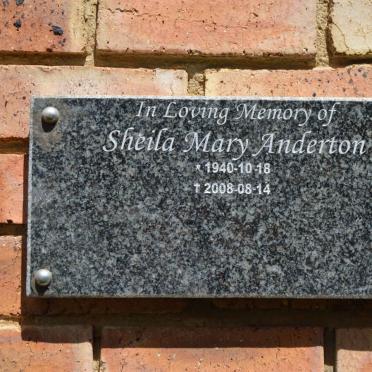 In Loving Memory of
Sheila Mary Anderton
* 1940-10-18
† 2008-08-14